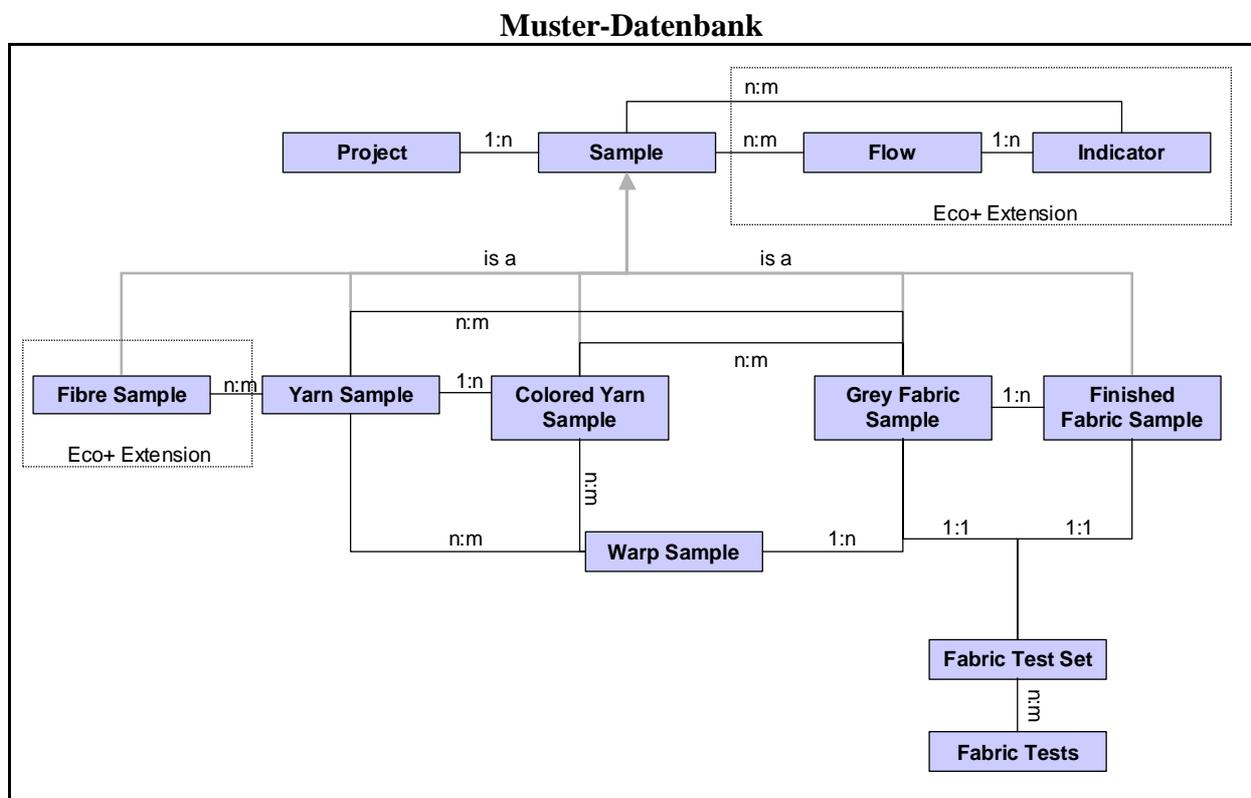 Muster-Datenbank
n:m
Project
1:n
Sample
n:m
Flow
1:n
Indicator
Eco+ Extension
is a
is a
n:m
n:m
Fibre Sample
n:m
Yarn Sample
1:n
Colored Yarn
Sample
Grey Fabric
Sample
1:n
Finished
Fabric Sample
Eco+ Extension
n:m
n:m
Warp Sample
1:n
1:1
1:1
Fabric Test Set
n:m
Fabric Tests